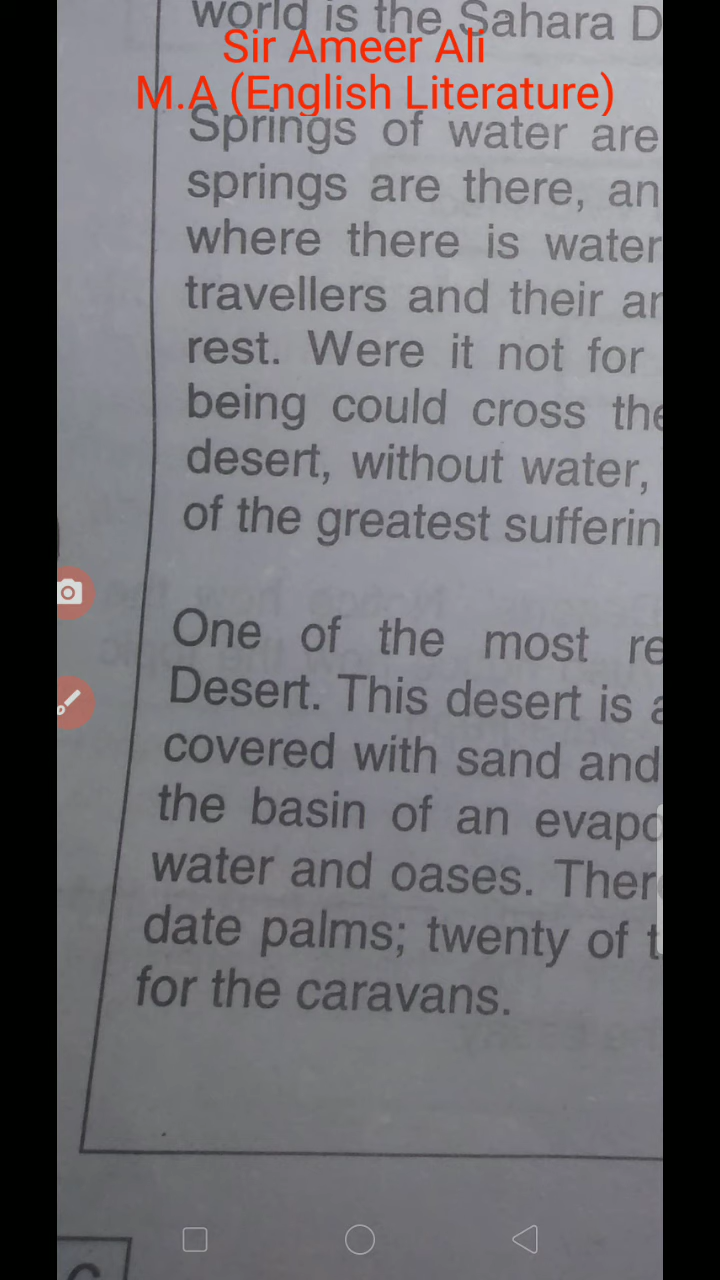 world is the Sahara D
Sir Ameer Ali
M.A (English Literature)
Springs of water are
springs are there, an
where there is water
travellers and their ar
rest. Were it not for
being could cross the
desert, without water,
of the greatest sufferin
One of the most re
Desert. This desert is a
covered with sand and
the basin of an evapo
water and oases. There
date palms; twenty of t
for the caravans.